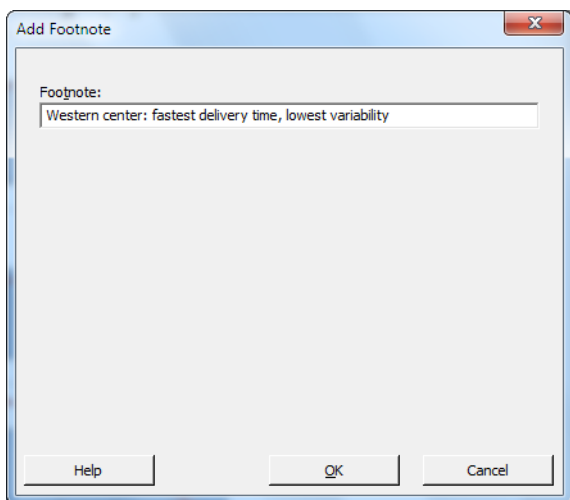 Add Footnote
Footnote:
Western center: fastest delivery time, lowest variability
Help OK Cancel